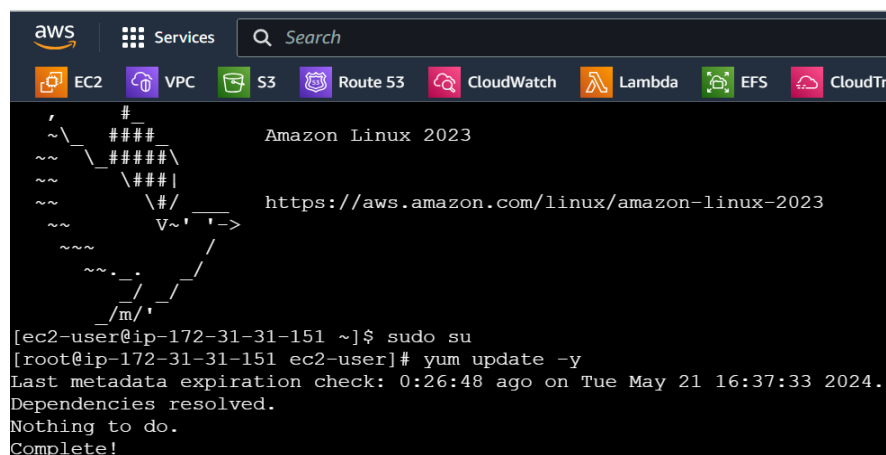 aws Services Search
EC2 VPC S3 Route 53 CloudWatch Lambda EFS CloudTr
   ,     #_
   ~\_  ####_        Amazon Linux 2023
  ~~  \_#####\
  ~~     \###|
  ~~       \#/ ___   https://aws.amazon.com/linux/amazon-linux-2023
   ~~       V~' '->
    ~~~         /
      ~~._.   _/
         _/ _/
       _/m/'
[ec2-user@ip-172-31-31-151 ~]$ sudo su
[root@ip-172-31-31-151 ec2-user]# yum update -y
Last metadata expiration check: 0:26:48 ago on Tue May 21 16:37:33 2024.
Dependencies resolved.
Nothing to do.
Complete!